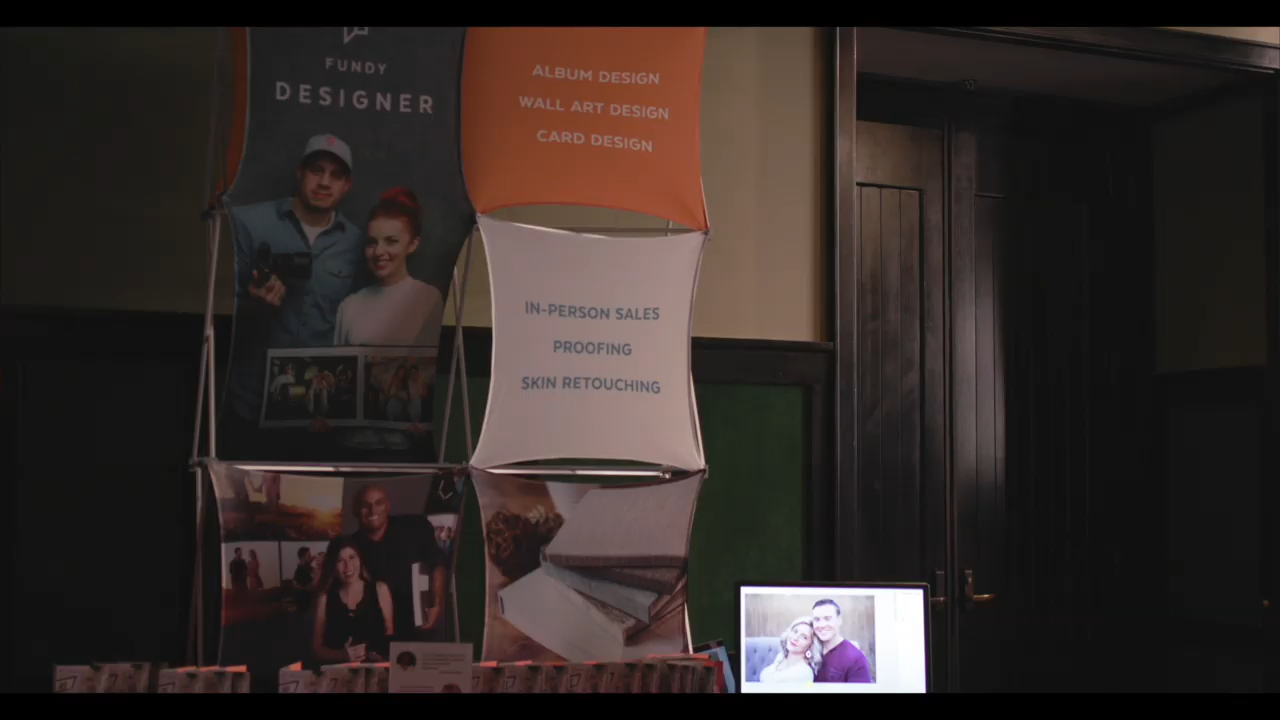 FUNDY
DESIGNER
ALBUM DESIGN
WALL ART DESIGN
CARD DESIGN
IN-PERSON SALES
PROOFING
SKIN RETOUCHING